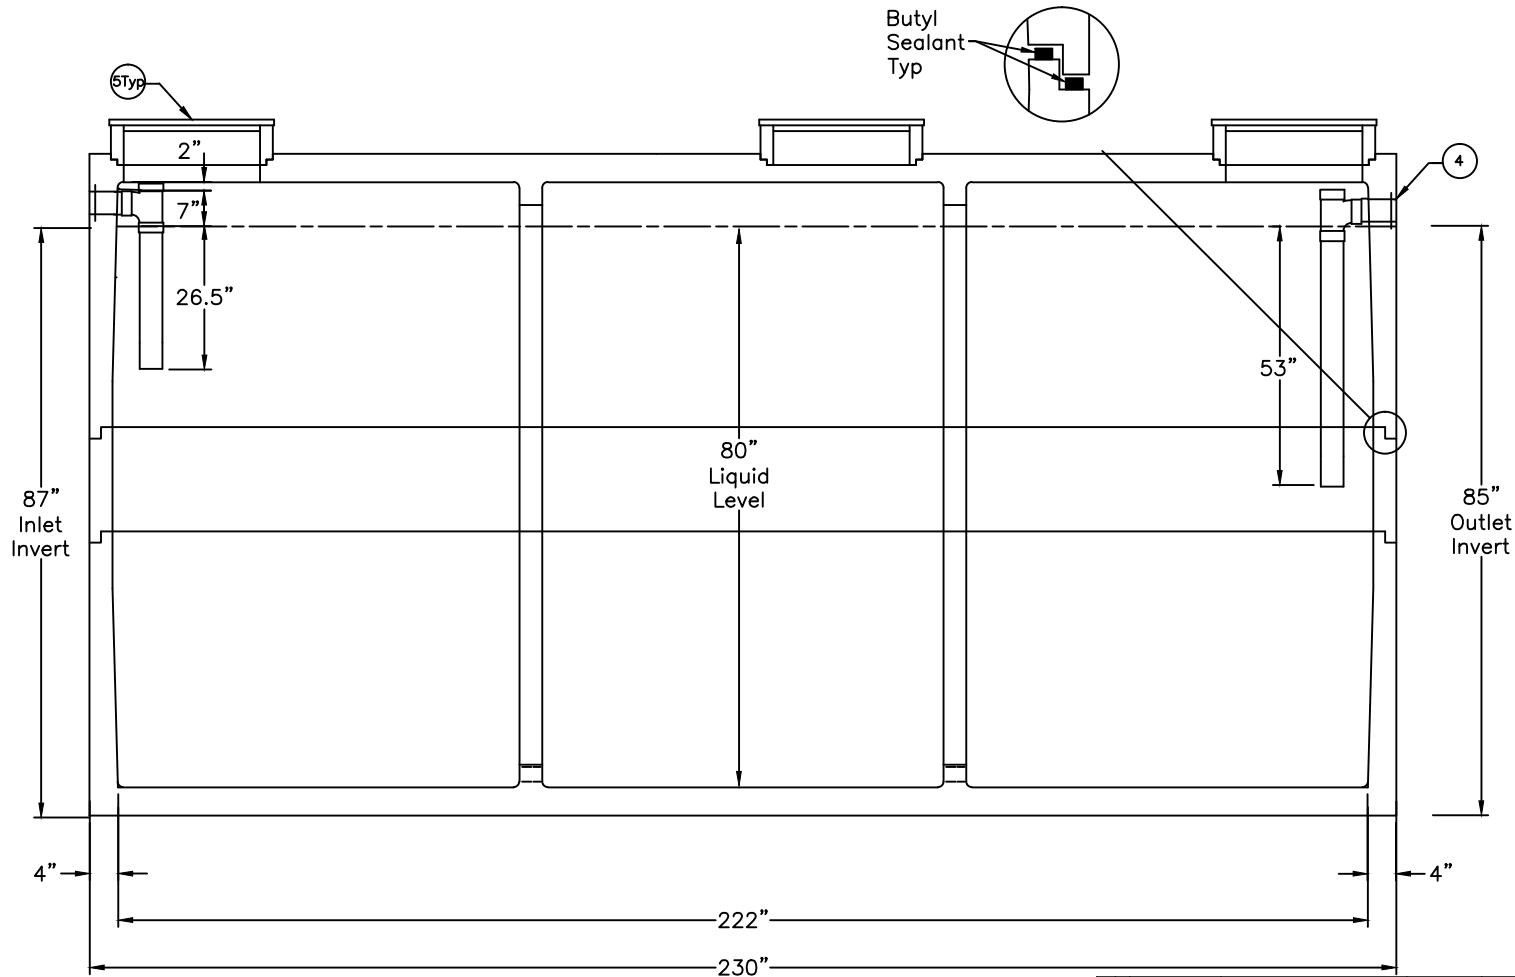 Butyl
Sealant
Typ
5Typ
2”
4
7”
26.5”
53”
80”
Liquid
Level
87”
Inlet
Invert
85”
Outlet
Invert
4”
4”
222”
230”